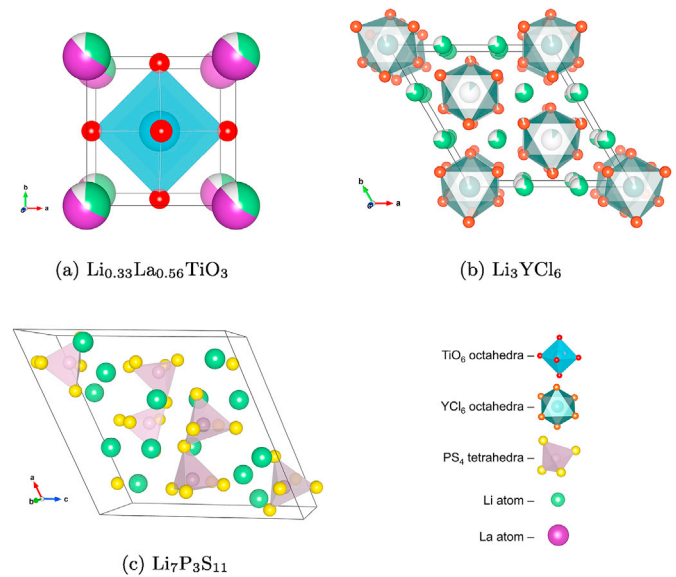 b
a
(a) Li₀.₃₃La₀.₅₆TiO₃
b
a
(b) Li₃YCl₆
a
b
c
(c) Li₇P₃S₁₁
TiO₆ octahedra –
YCl₆ octahedra –
PS₄ tetrahedra –
Li atom –
La atom –